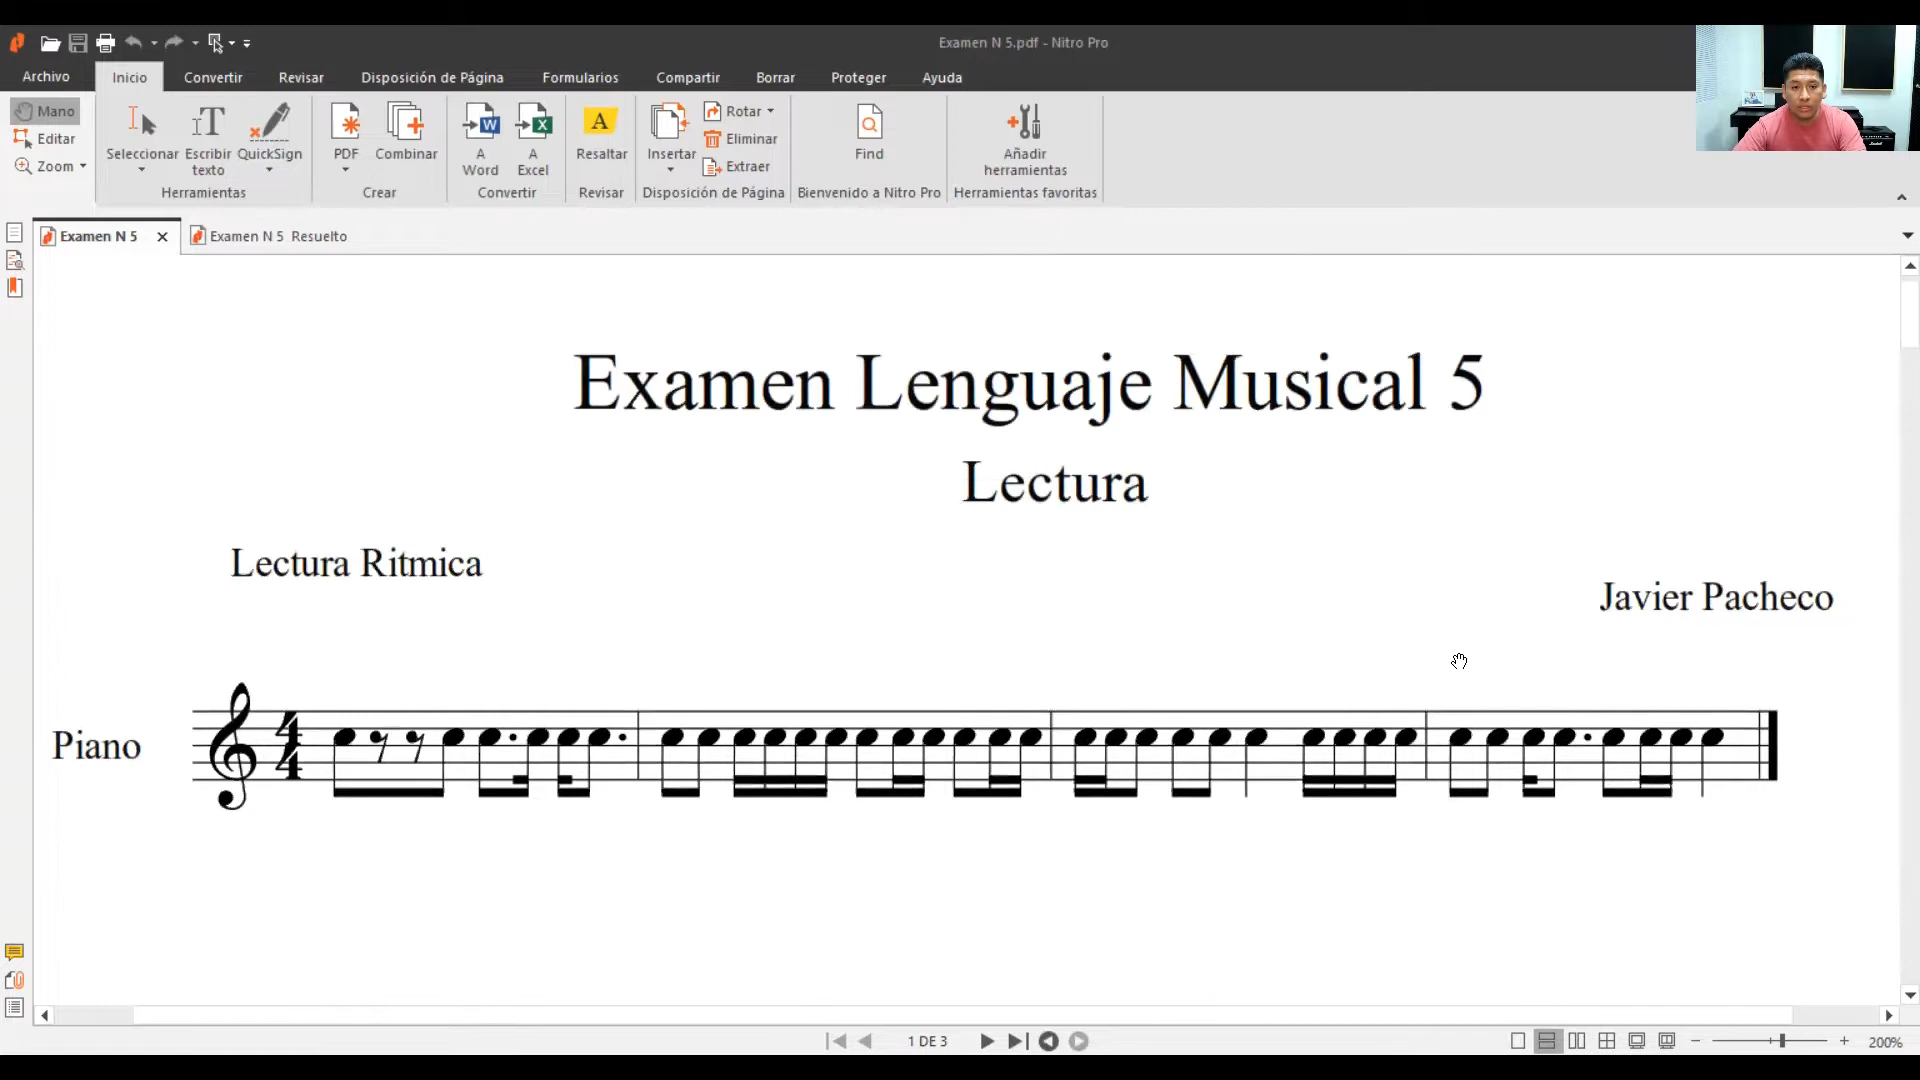 Examen N 5.pdf - Nitro Pro
Archivo
Inicio
Convertir
Revisar
Disposición de Página
Formularios
Compartir
Borrar
Proteger
Ayuda
Mano
Editar
Zoom
Seleccionar
Escribir
texto
QuickSign
Herramientas
PDF
Combinar
Crear
A
Word
A
Excel
Convertir
Resaltar
Revisar
Insertar
Rotar
Eliminar
Extraer
Disposición de Página
Find
Bienvenido a Nitro Pro
Añadir
herramientas
Herramientas favoritas
Examen N 5
Examen N 5 Resuelto
Examen Lenguaje Musical 5
Lectura
Lectura Ritmica
Javier Pacheco
Piano
4
4
1 DE 3
200%